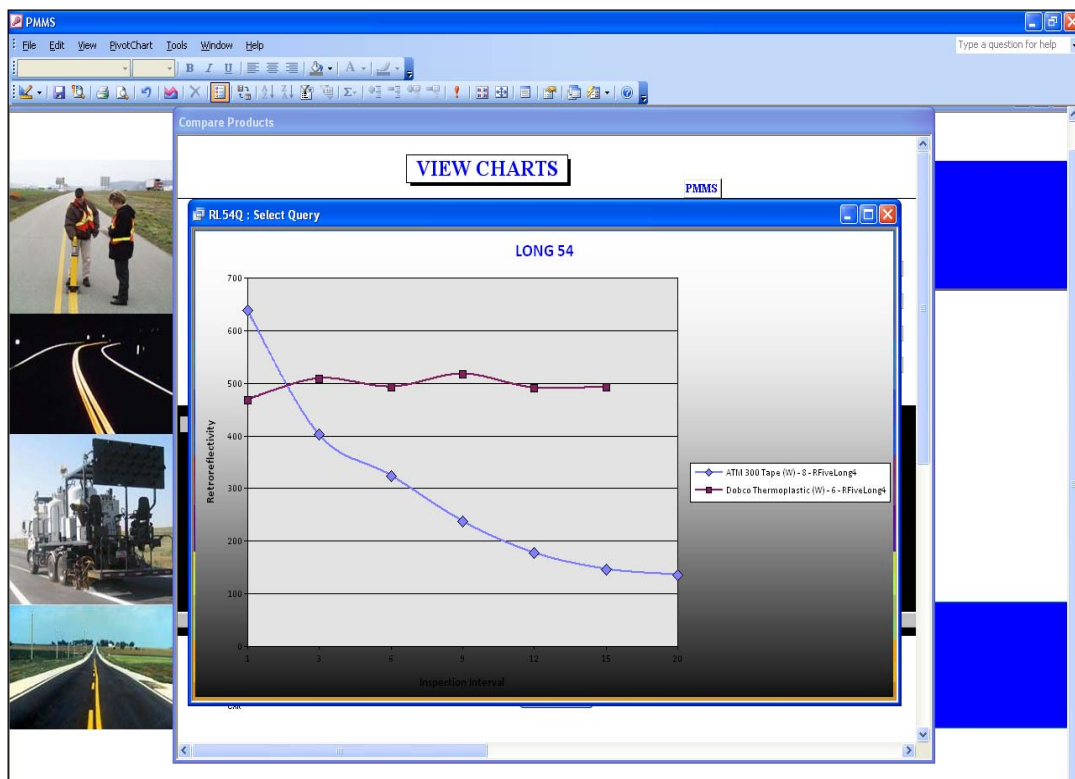 PMMS
File Edit View PivotChart Tools Window Help
Type a question for help
B I U A
Compare Products
VIEW CHARTS
PMMS
RL54Q : Select Query
LONG 54
700
600
500
400
300
200
100
0
Retroreflectivity
1 3 6 9 12 15 20
Inspection Interval
ATM 300 Tape (W) - 8 - RFiveLong4
Dobco Thermoplastic (W) - 6 - RFiveLong4